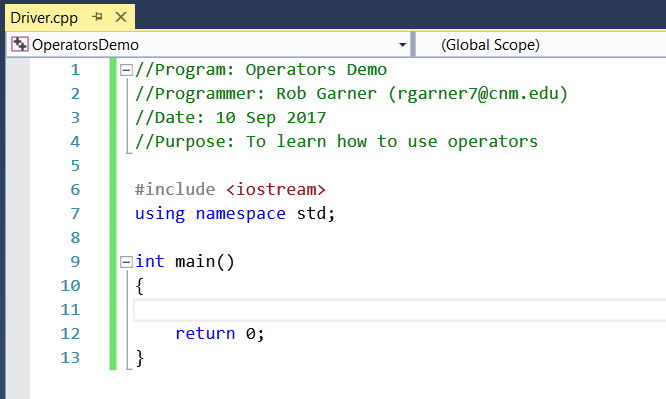 Driver.cpp
OperatorsDemo (Global Scope)
1 //Program: Operators Demo
2 //Programmer: Rob Garner (rgarner7@cnm.edu)
3 //Date: 10 Sep 2017
4 //Purpose: To learn how to use operators
5
6 #include <iostream>
7 using namespace std;
8
9 int main()
10 {
11
12     return 0;
13 }